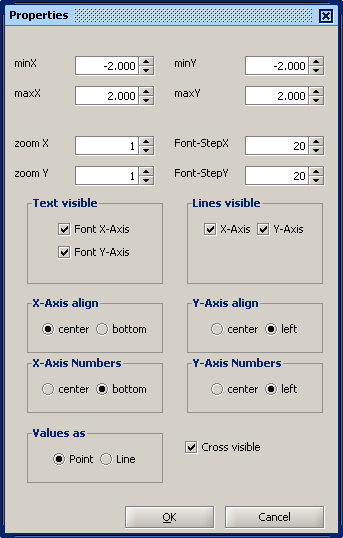 Properties
minX -2.000 minY -2.000
maxX 2.000 maxY 2.000
zoom X 1 Font-StepX 20
zoom Y 1 Font-StepY 20
Text visible
Font X-Axis
Font Y-Axis
Lines visible
X-Axis Y-Axis
X-Axis align
center bottom
Y-Axis align
center left
X-Axis Numbers
center bottom
Y-Axis Numbers
center left
Values as
Point Line
Cross visible
OK Cancel